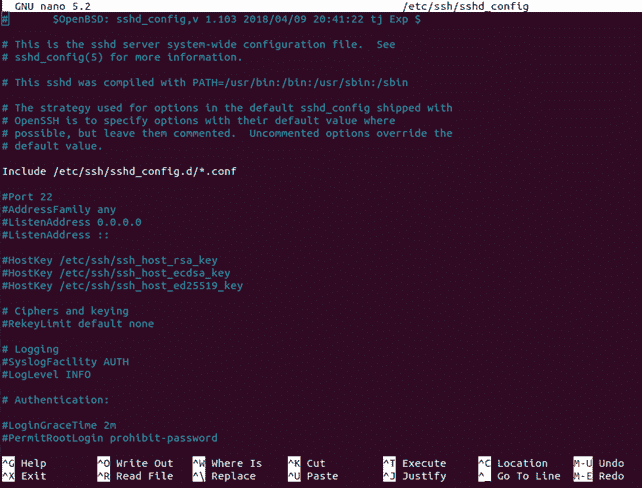 GNU nano 5.2 /etc/ssh/sshd_config
# $OpenBSD: sshd_config,v 1.103 2018/04/09 20:41:22 tj Exp $
# This is the sshd server system-wide configuration file. See
# sshd_config(5) for more information.
# This sshd was compiled with PATH=/usr/bin:/bin:/usr/sbin:/sbin
# The strategy used for options in the default sshd_config shipped with
# OpenSSH is to specify options with their default value where
# possible, but leave them commented. Uncommented options override the
# default value.
Include /etc/ssh/sshd_config.d/*.conf
#Port 22
#AddressFamily any
#ListenAddress 0.0.0.0
#ListenAddress ::
#HostKey /etc/ssh/ssh_host_rsa_key
#HostKey /etc/ssh/ssh_host_ecdsa_key
#HostKey /etc/ssh/ssh_host_ed25519_key
# Ciphers and keying
#RekeyLimit default none
# Logging
#SyslogFacility AUTH
#LogLevel INFO
# Authentication:
#LoginGraceTime 2m
#PermitRootLogin prohibit-password
^G Help ^O Write Out ^W Where Is ^K Cut ^T Execute ^C Location M-U Undo
^X Exit ^R Read File ^\ Replace ^U Paste ^J Justify ^_ Go To Line M-E Redo